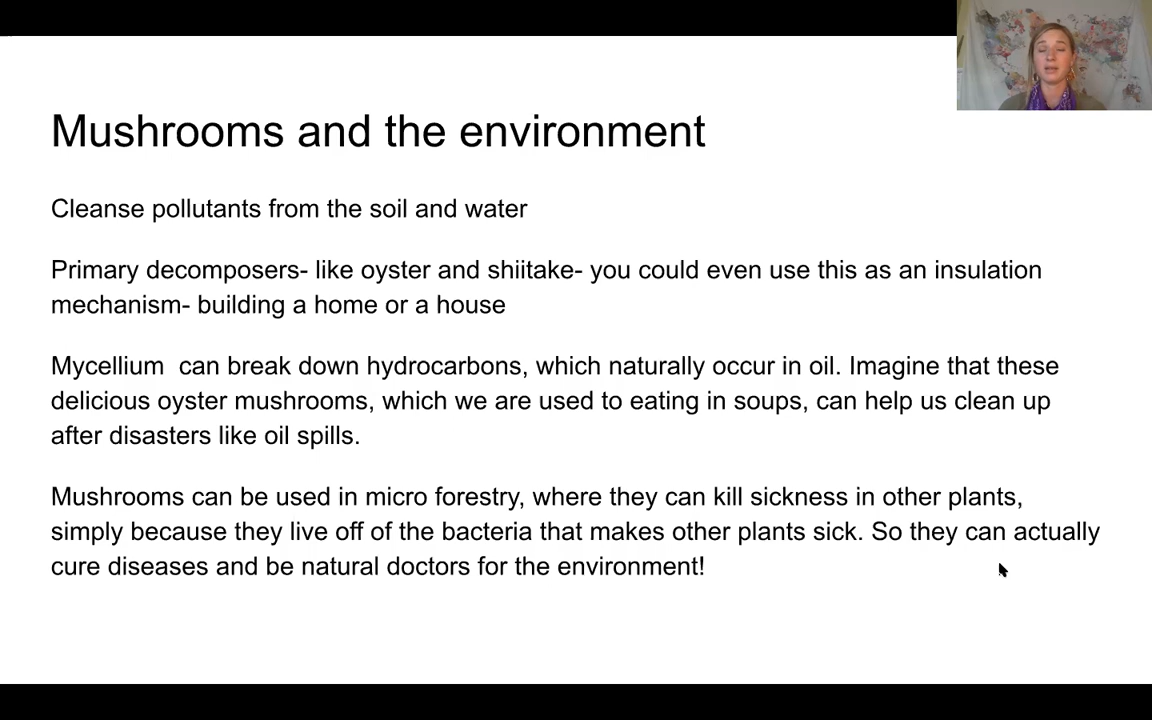 Mushrooms and the environment
Cleanse pollutants from the soil and water
Primary decomposers- like oyster and shiitake- you could even use this as an insulation
mechanism- building a home or a house
Mycellium  can break down hydrocarbons, which naturally occur in oil. Imagine that these
delicious oyster mushrooms, which we are used to eating in soups, can help us clean up
after disasters like oil spills.
Mushrooms can be used in micro forestry, where they can kill sickness in other plants,
simply because they live off of the bacteria that makes other plants sick. So they can actually
cure diseases and be natural doctors for the environment!